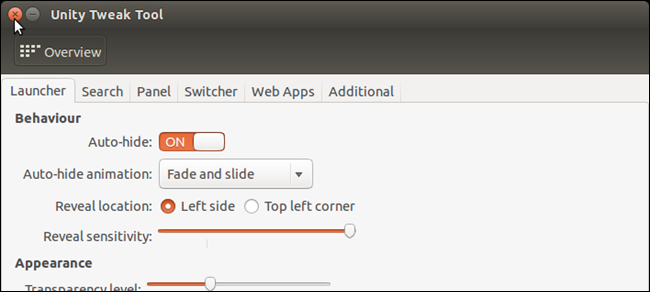 Unity Tweak Tool
Overview
Launcher Search Panel Switcher Web Apps Additional
Behaviour
Auto-hide: ON
Auto-hide animation: Fade and slide
Reveal location: Left side Top left corner
Reveal sensitivity:
Appearance
Transparency level: